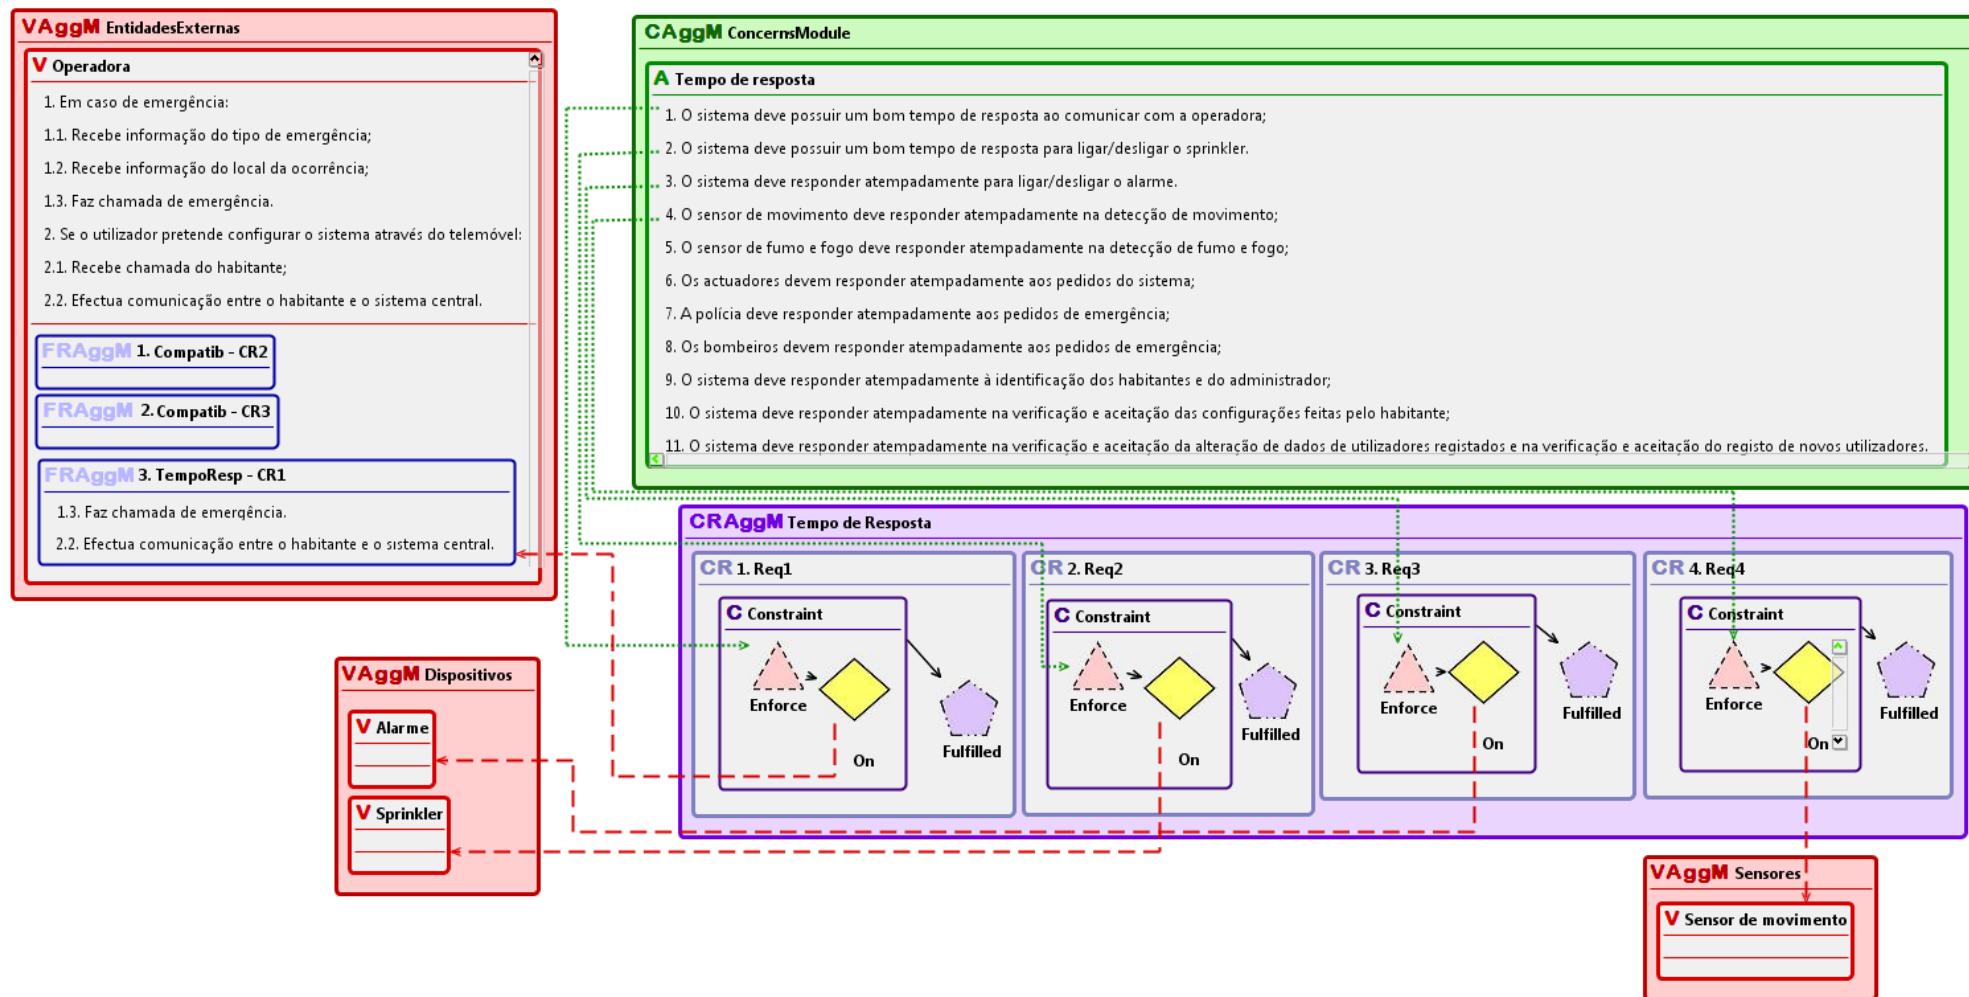 VAggM EntidadesExternas
V Operadora
1. Em caso de emergência:
1.1. Recebe informação do tipo de emergência;
1.2. Recebe informação do local da ocorrência;
1.3. Faz chamada de emergência.
2. Se o utilizador pretende configurar o sistema através do telemóvel:
2.1. Recebe chamada do habitante;
2.2. Efectua comunicação entre o habitante e o sistema central.
FRAggM 1. Compatib - CR2
FRAggM 2. Compatib - CR3
FRAggM 3. TempoResp - CR1
1.3. Faz chamada de emergência.
2.2. Efectua comunicação entre o habitante e o sistema central.
CAggM ConcernsModule
A Tempo de resposta
1. O sistema deve possuir um bom tempo de resposta ao comunicar com a operadora;
2. O sistema deve possuir um bom tempo de resposta para ligar/desligar o sprinkler.
3. O sistema deve responder atempadamente para ligar/desligar o alarme.
4. O sensor de movimento deve responder atempadamente na detecção de movimento;
5. O sensor de fumo e fogo deve responder atempadamente na detecção de fumo e fogo;
6. Os actuadores devem responder atempadamente aos pedidos do sistema;
7. A polícia deve responder atempadamente aos pedidos de emergência;
8. Os bombeiros devem responder atempadamente aos pedidos de emergência;
9. O sistema deve responder atempadamente à identificação dos habitantes e do administrador;
10. O sistema deve responder atempadamente na verificação e aceitação das configurações feitas pelo habitante;
11. O sistema deve responder atempadamente na verificação e aceitação da alteração de dados de utilizadores registados e na verificação e aceitação do registo de novos utilizadores.
CRAggM Tempo de Resposta
CR 1. Req1
C Constraint
Enforce
On
Fulfilled
CR 2. Req2
C Constraint
Enforce
On
Fulfilled
CR 3. Req3
C Constraint
Enforce
On
Fulfilled
CR 4. Req4
C Constraint
Enforce
On
Fulfilled
VAggM Dispositivos
V Alarme
V Sprinkler
VAggM Sensores
V Sensor de movimento